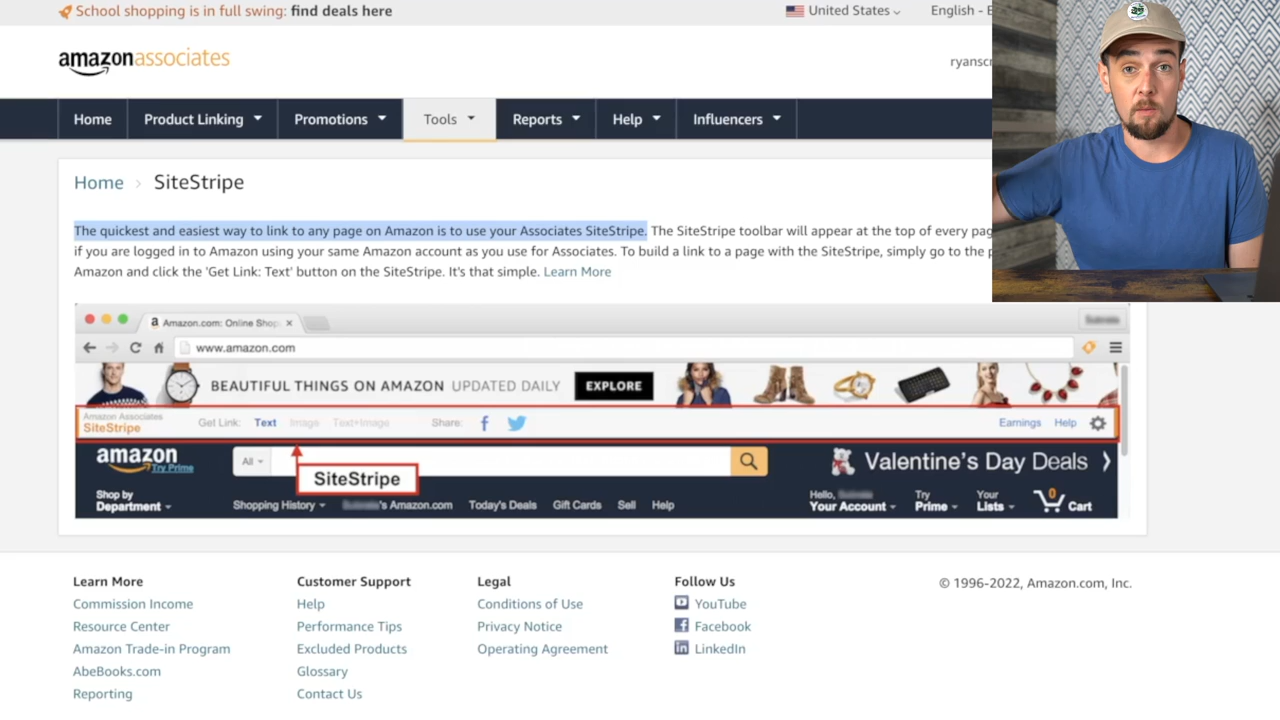 School shopping is in full swing: find deals here
United States
English
amazonassociates
ryanscr
Home
Product Linking
Promotions
Tools
Reports
Help
Influencers
Home › SiteStripe
The quickest and easiest way to link to any page on Amazon is to use your Associates SiteStripe. The SiteStripe toolbar will appear at the top of every pag
if you are logged in to Amazon using your same Amazon account as you use for Associates. To build a link to a page with the SiteStripe, simply go to the p
Amazon and click the 'Get Link: Text' button on the SiteStripe. It's that simple. Learn More
Amazon.com: Online Shop
www.amazon.com
BEAUTIFUL THINGS ON AMAZON UPDATED DAILY
EXPLORE
Amazon Associates
SiteStripe
Get Link: Text Image Text+Image
Share:
Earnings
Help
amazon
Try Prime
All
Valentine's Day Deals
SiteStripe
Shop by
Department
Shopping History
's Amazon.com
Today's Deals
Gift Cards
Sell
Help
Hello,
Your Account
Try
Prime
Your
Lists
0
Cart
Learn More
Commission Income
Resource Center
Amazon Trade-in Program
AbeBooks.com
Reporting
Customer Support
Help
Performance Tips
Excluded Products
Glossary
Contact Us
Legal
Conditions of Use
Privacy Notice
Operating Agreement
Follow Us
YouTube
Facebook
LinkedIn
© 1996-2022, Amazon.com, Inc.